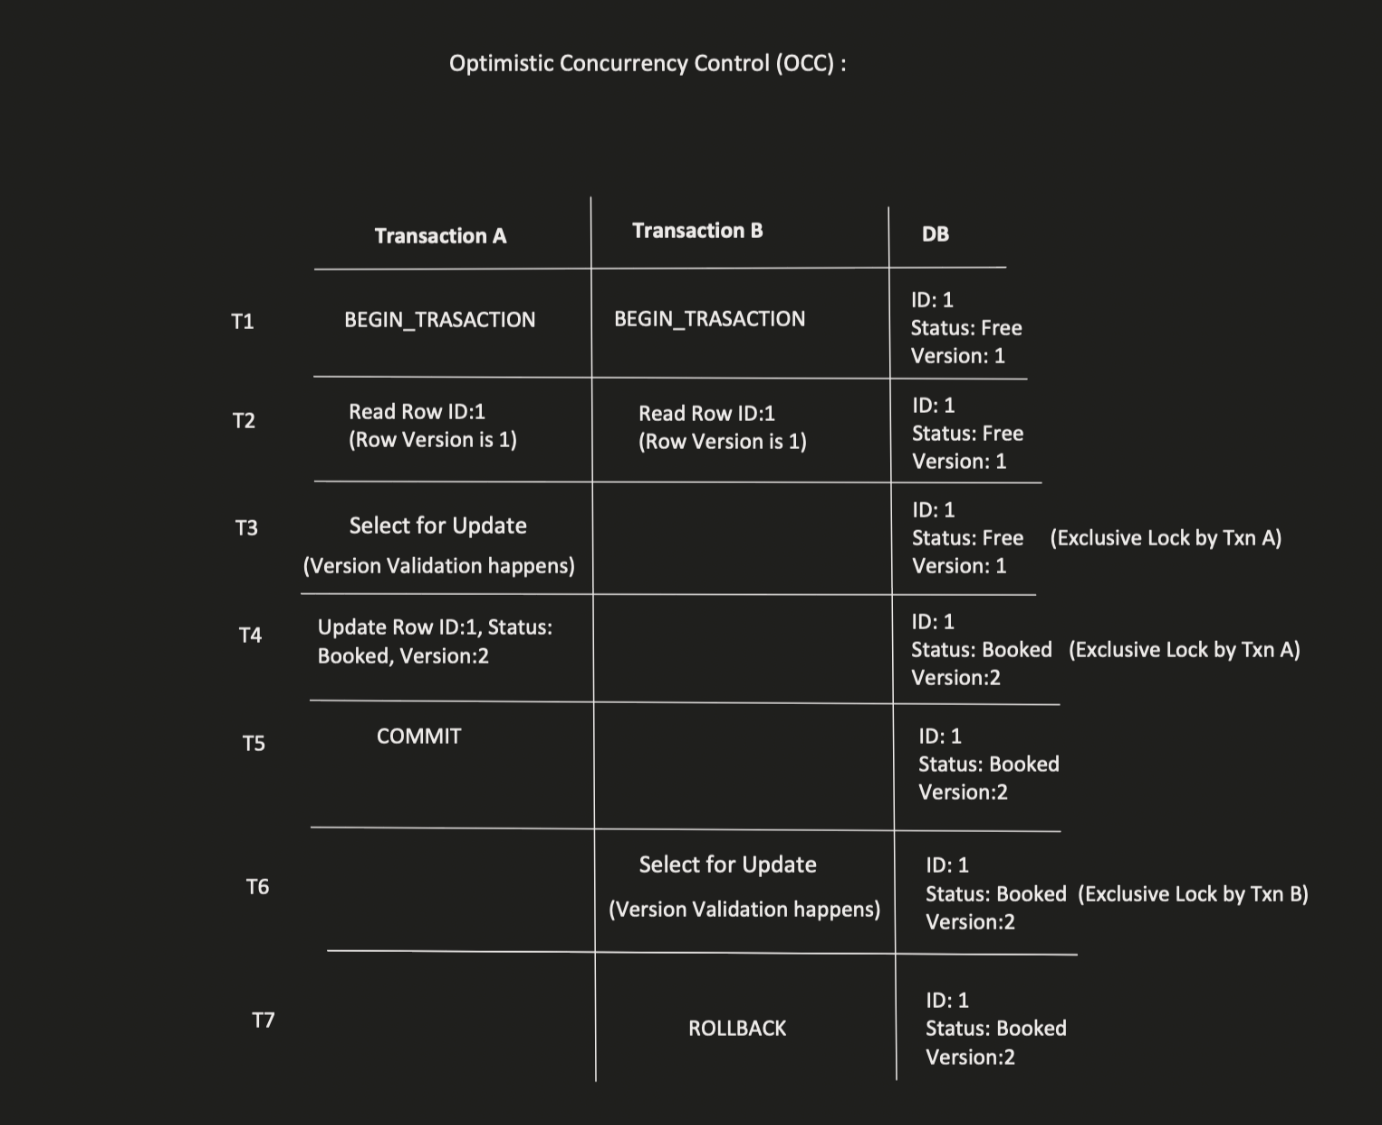 Optimistic Concurrency Control (OCC) :
Transaction A
Transaction B
DB
T1
BEGIN_TRASACTION
BEGIN_TRASACTION
ID: 1
Status: Free
Version: 1
T2
Read Row ID:1
(Row Version is 1)
Read Row ID:1
(Row Version is 1)
ID: 1
Status: Free
Version: 1
T3
Select for Update
(Version Validation happens)
ID: 1
Status: Free (Exclusive Lock by Txn A)
Version: 1
T4
Update Row ID:1, Status:
Booked, Version:2
ID: 1
Status: Booked (Exclusive Lock by Txn A)
Version:2
T5
COMMIT
ID: 1
Status: Booked
Version:2
T6
Select for Update
(Version Validation happens)
ID: 1
Status: Booked (Exclusive Lock by Txn B)
Version:2
T7
ROLLBACK
ID: 1
Status: Booked
Version:2